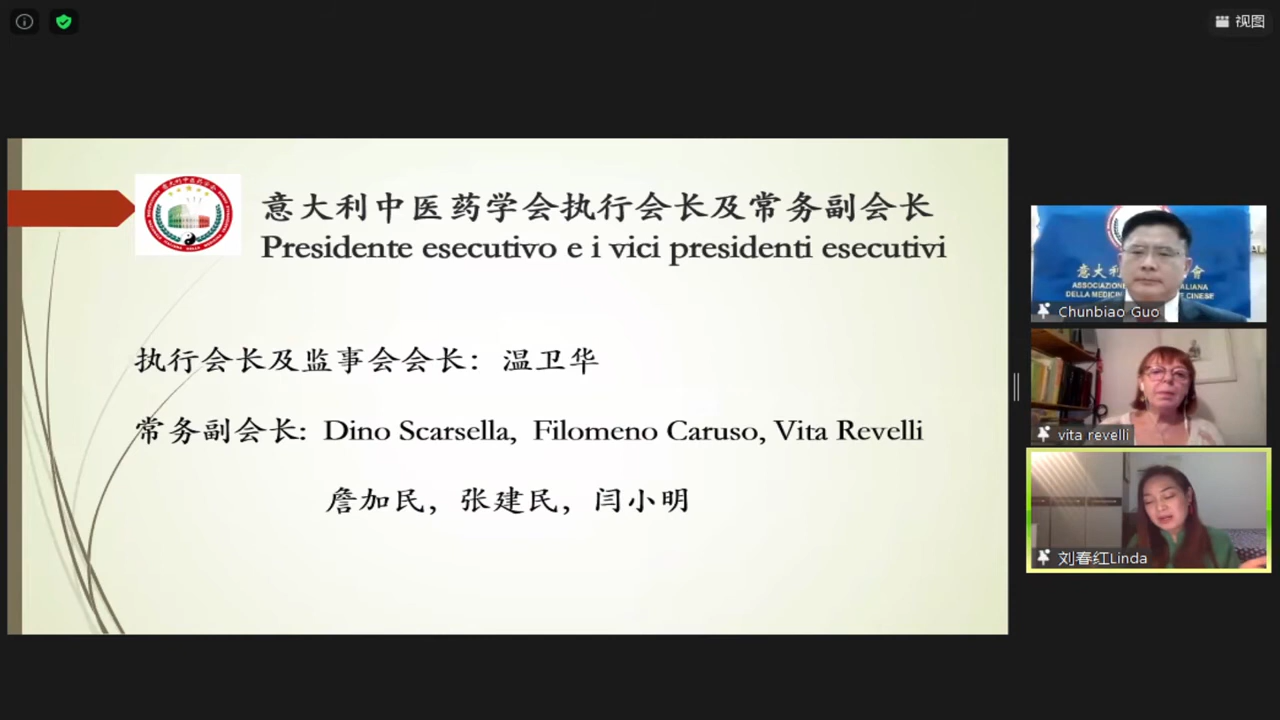 视图
意大利中医药学会执行会长及常务副会长
Presidente esecutivo e i vici presidenti esecutivi
执行会长及监事会会长：温卫华
常务副会长: Dino Scarsella, Filomeno Caruso, Vita Revelli
詹加民，张建民，闫小明
Chunbiao Guo
vita revelli
刘春红Linda